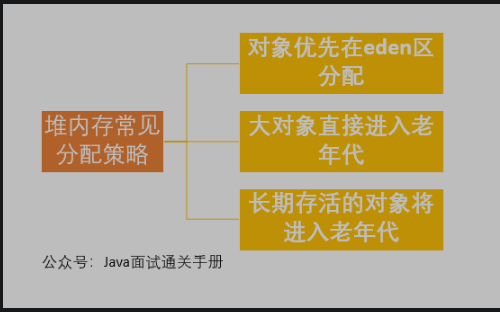 对象优先在eden区
分配
堆内存常见
分配策略
大对象直接进入老
年代
长期存活的对象将
进入老年代
公众号：Java面试通关手册